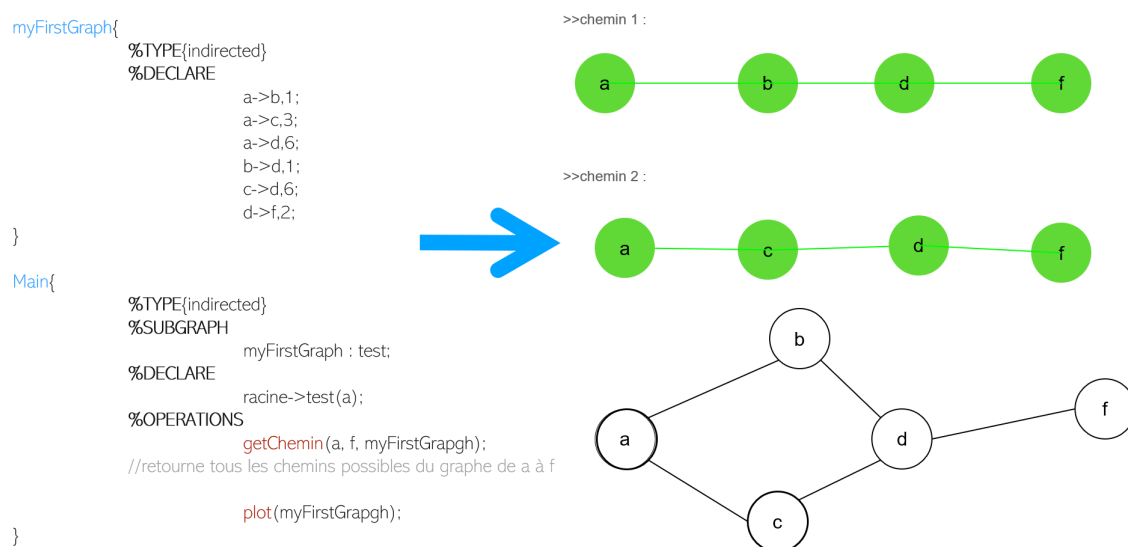 myFirstGraph{
%TYPE{indirected}
%DECLARE
a->b,1;
a->c,3;
a->d,6;
b->d,1;
c->d,6;
d->f,2;
}
Main{
%TYPE{indirected}
%SUBGRAPH
myFirstGraph : test;
%DECLARE
racine->test(a);
%OPERATIONS
getChemin(a, f, myFirstGrapgh);
//retourne tous les chemins possibles du graphe de a à f
plot(myFirstGrapgh);
}
>>chemin 1 :
a b d f
>>chemin 2 :
a c d f
b
f
a d
c